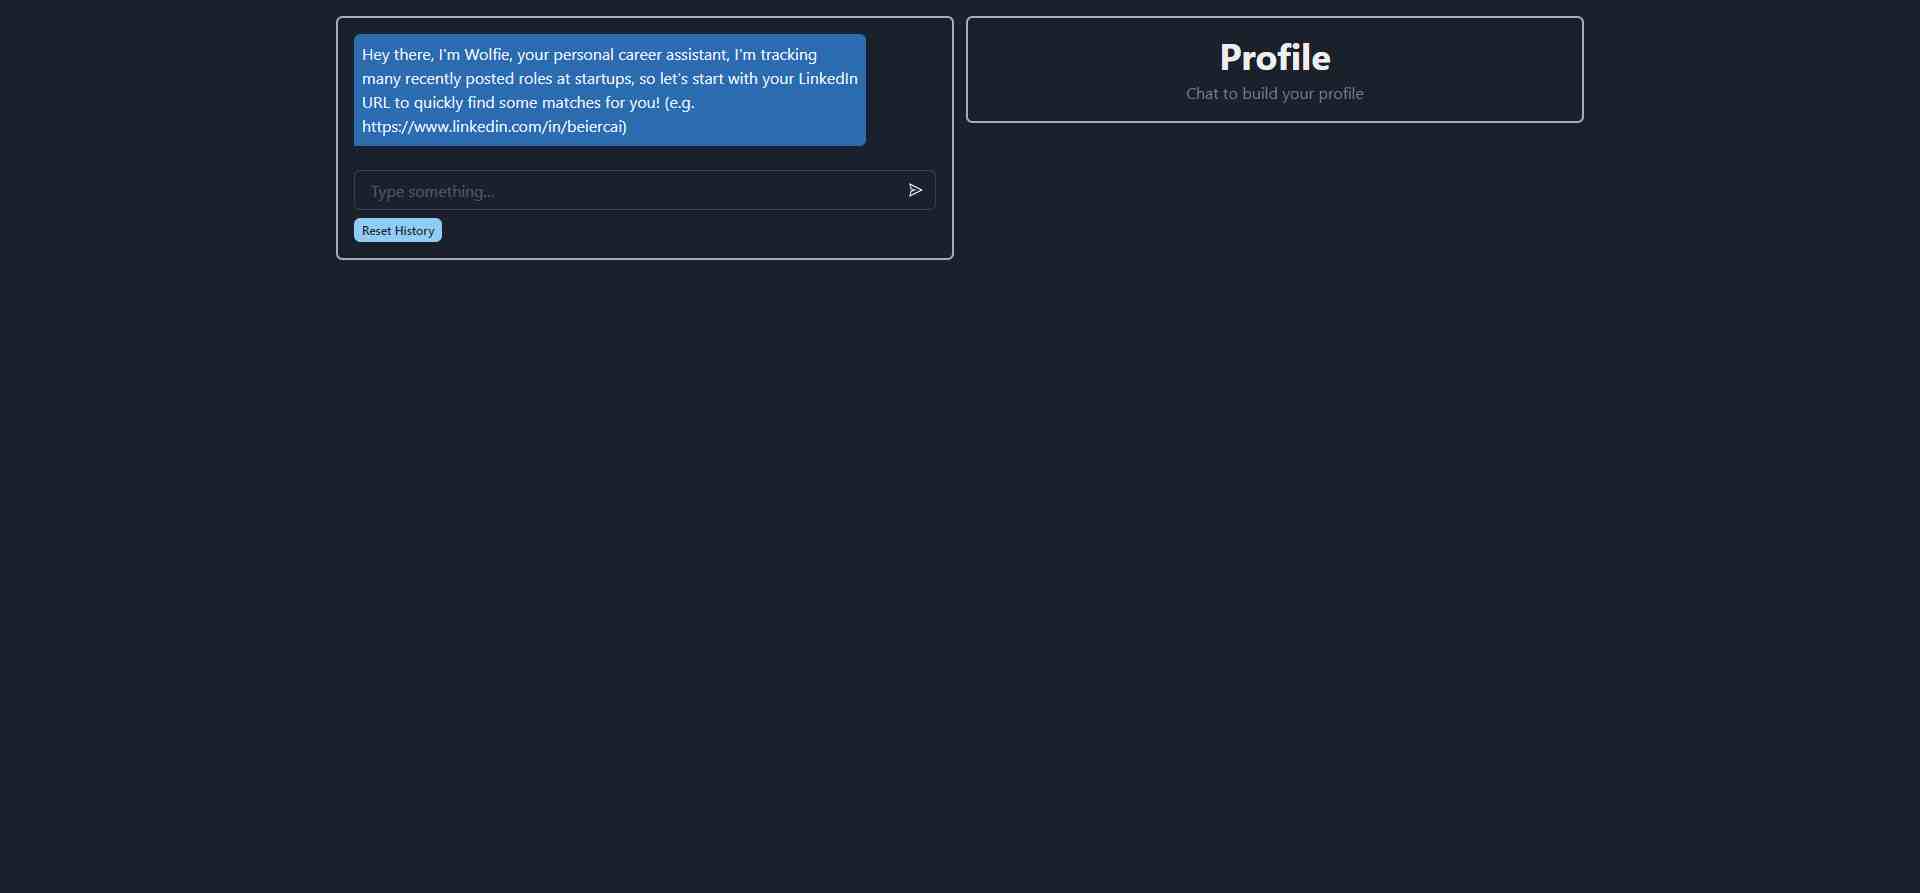 Hey there, I'm Wolfie, your personal career assistant, I'm tracking
many recently posted roles at startups, so let's start with your LinkedIn
URL to quickly find some matches for you! (e.g.
https://www.linkedin.com/in/beiercai)
Type something...
Reset History
Profile
Chat to build your profile